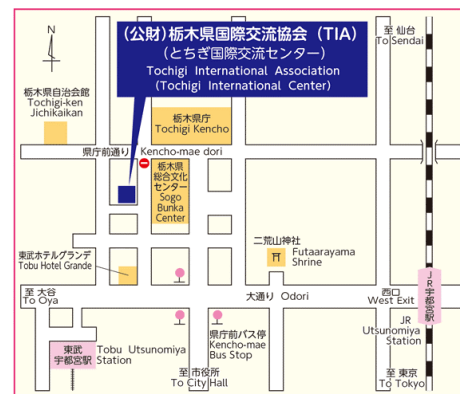 (公財)栃木県国際交流協会(TIA)
(とちぎ国際交流センター)
Tochigi International Association
(Tochigi International Center)
至 仙台
To Sendai
N
栃木県自治会館
Tochigi-ken
Jichikaikan
栃木県庁
Tochigi Kencho
県庁前通り Kencho-mae dori
栃木県
総合文化
センター
Sogo
Bunka
Center
二荒山神社
Futaarayama
Shrine
東武ホテルグランデ
Tobu Hotel Grande
至 大谷
To Oya
大通り Odori
西口
West Exit
JR宇都宮駅
JR
Utsunomiya
Station
県庁前バス停
Kencho-mae
Bus Stop
東武
宇都宮駅
Tobu Utsunomiya
Station
至 市役所
To City Hall
至 東京
To Tokyo